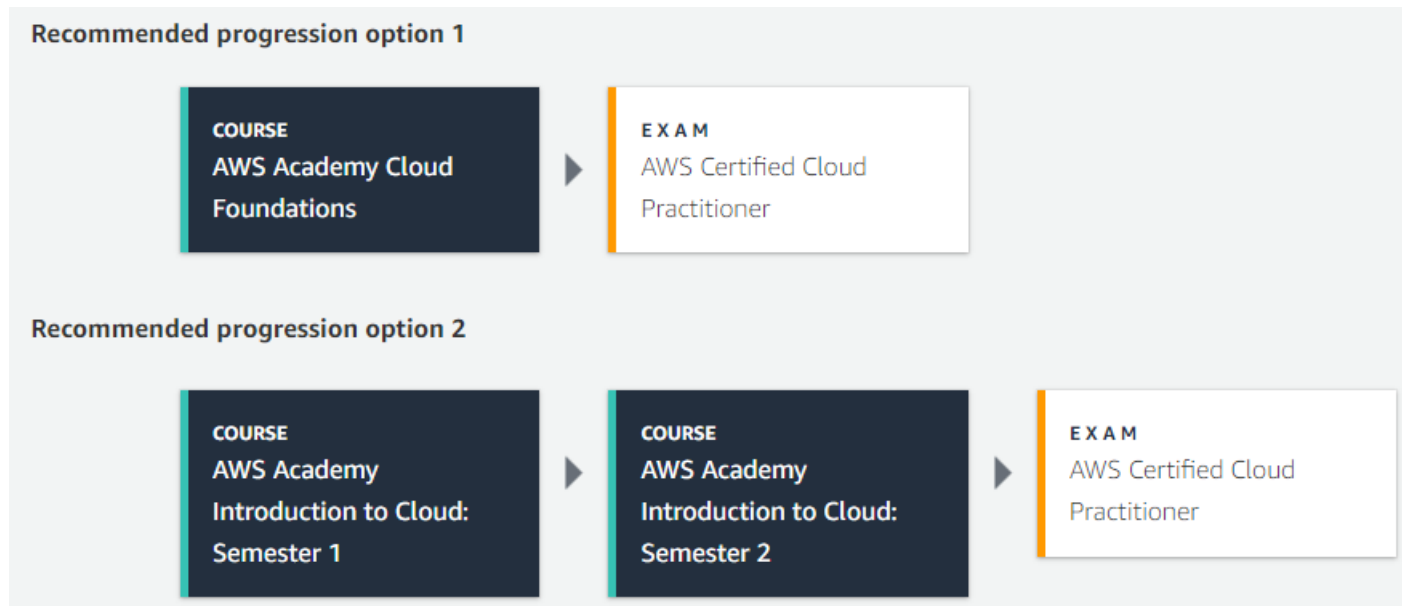 Recommended progression option 1
COURSE
AWS Academy Cloud
Foundations
EXAM
AWS Certified Cloud
Practitioner
Recommended progression option 2
COURSE
AWS Academy
Introduction to Cloud:
Semester 1
COURSE
AWS Academy
Introduction to Cloud:
Semester 2
EXAM
AWS Certified Cloud
Practitioner